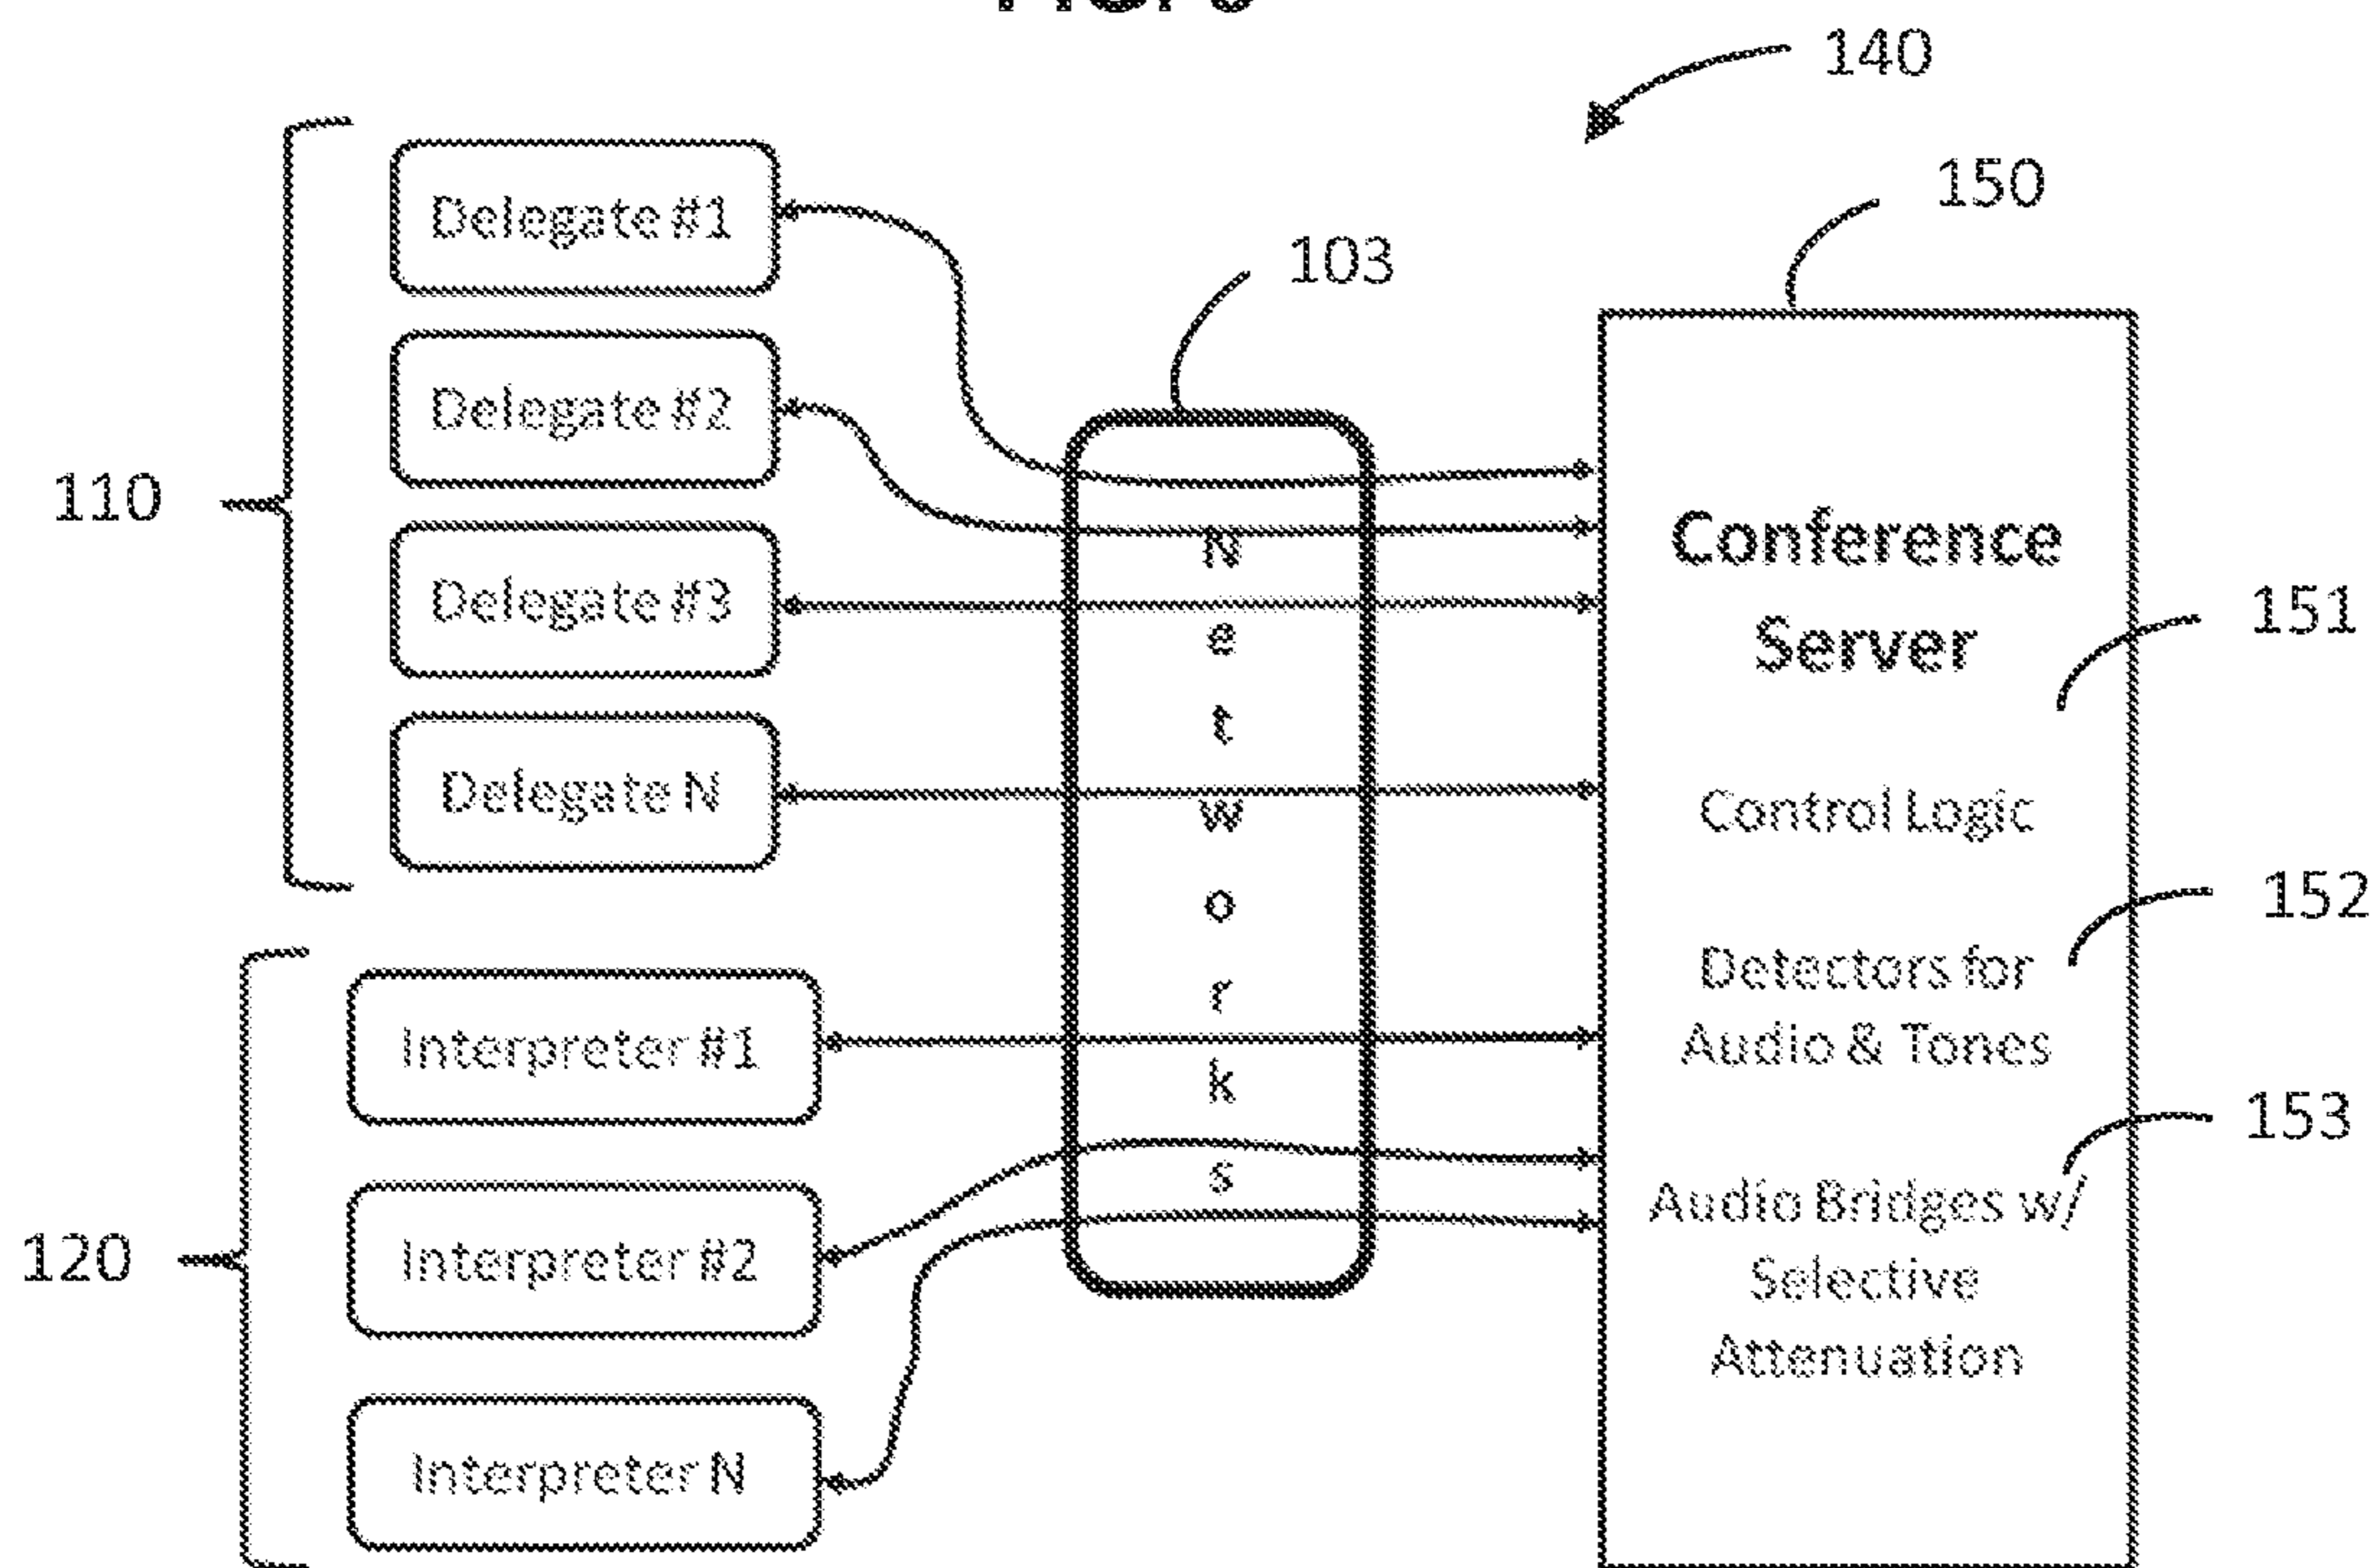 140
150
103
110
Delegate #1
Delegate #2
Delegate #3
Delegate N
120
Interpreter #1
Interpreter #2
Interpreter N
Networks
Conference
Server
151
Control Logic
152
Detectors for
Audio & Tones
153
Audio Bridges w/
Selective
Attenuation